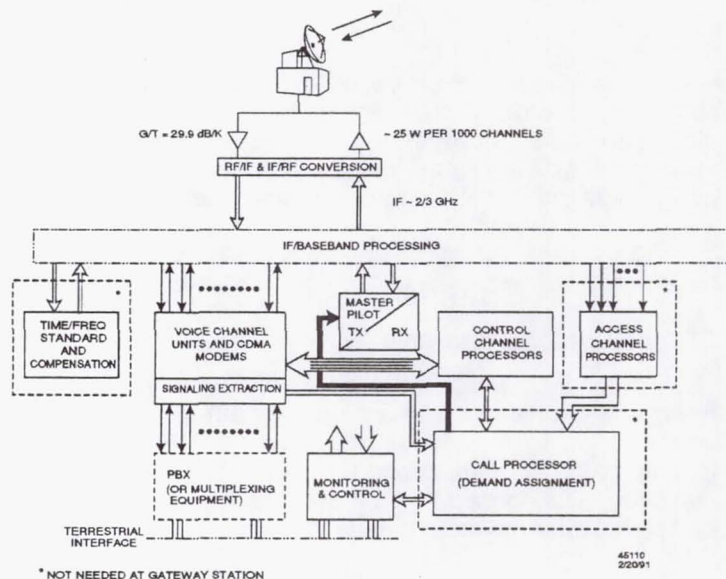 G/T = 29.9 dB/K
~ 25 W PER 1000 CHANNELS
RF/IF & IF/RF CONVERSION
IF ~ 2/3 GHz
IF/BASEBAND PROCESSING
*
TIME/FREQ
STANDARD
AND
COMPENSATION
VOICE CHANNEL
UNITS AND CDMA
MODEMS
SIGNALING EXTRACTION
MASTER
PILOT
TX
RX
CONTROL
CHANNEL
PROCESSORS
*
ACCESS
CHANNEL
PROCESSORS
PBX
(OR MULTIPLEXING
EQUIPMENT)
MONITORING
& CONTROL
*
CALL PROCESSOR
(DEMAND ASSIGNMENT)
TERRESTRIAL
INTERFACE
45110
2/20/91
* NOT NEEDED AT GATEWAY STATION